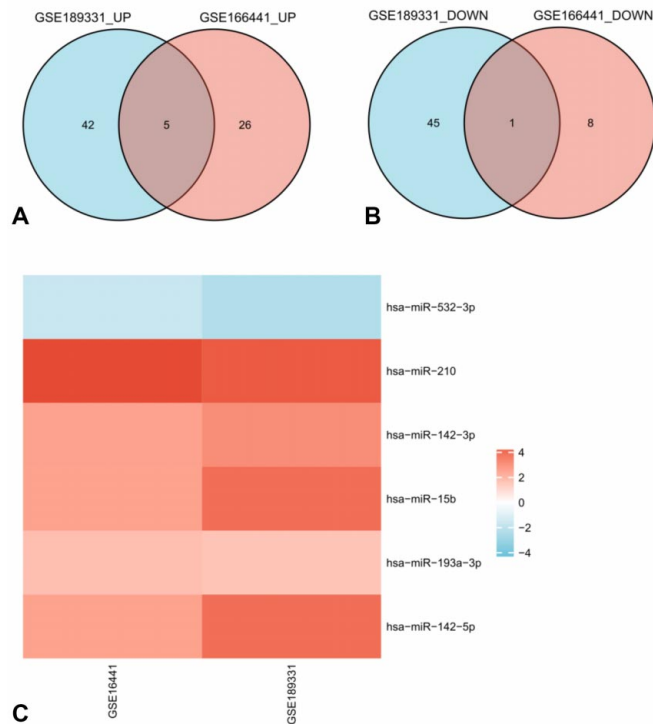 GSE189331_UP GSE166441_UP
42 5 26
A
GSE189331_DOWN GSE166441_DOWN
45 1 8
B
hsa-miR-532-3p
hsa-miR-210
hsa-miR-142-3p
hsa-miR-15b
hsa-miR-193a-3p
hsa-miR-142-5p
4
2
0
−2
−4
GSE16441
GSE189331
C